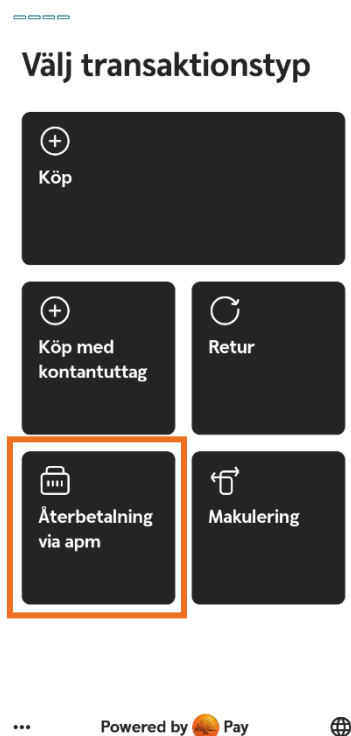 Välj transaktionstyp
Köp
Köp med
kontantuttag
Retur
Återbetalning
via apm
Makulering
Powered by Pay